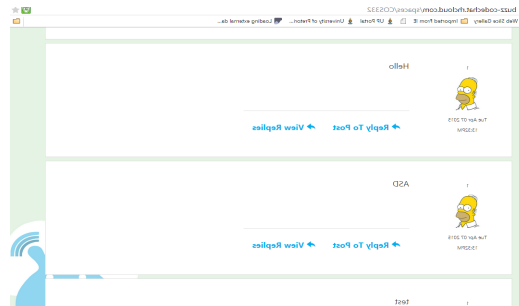 buzz-codechat.rhcloud.com/spaces/COS332
Web Slice Gallery Imported From IE UP Portal University of Pretori... Loading external da...
Hello
Tue Apr 07 2015
Reply To Post View Replies
ASD
Tue Apr 07 2015
Reply To Post View Replies
test